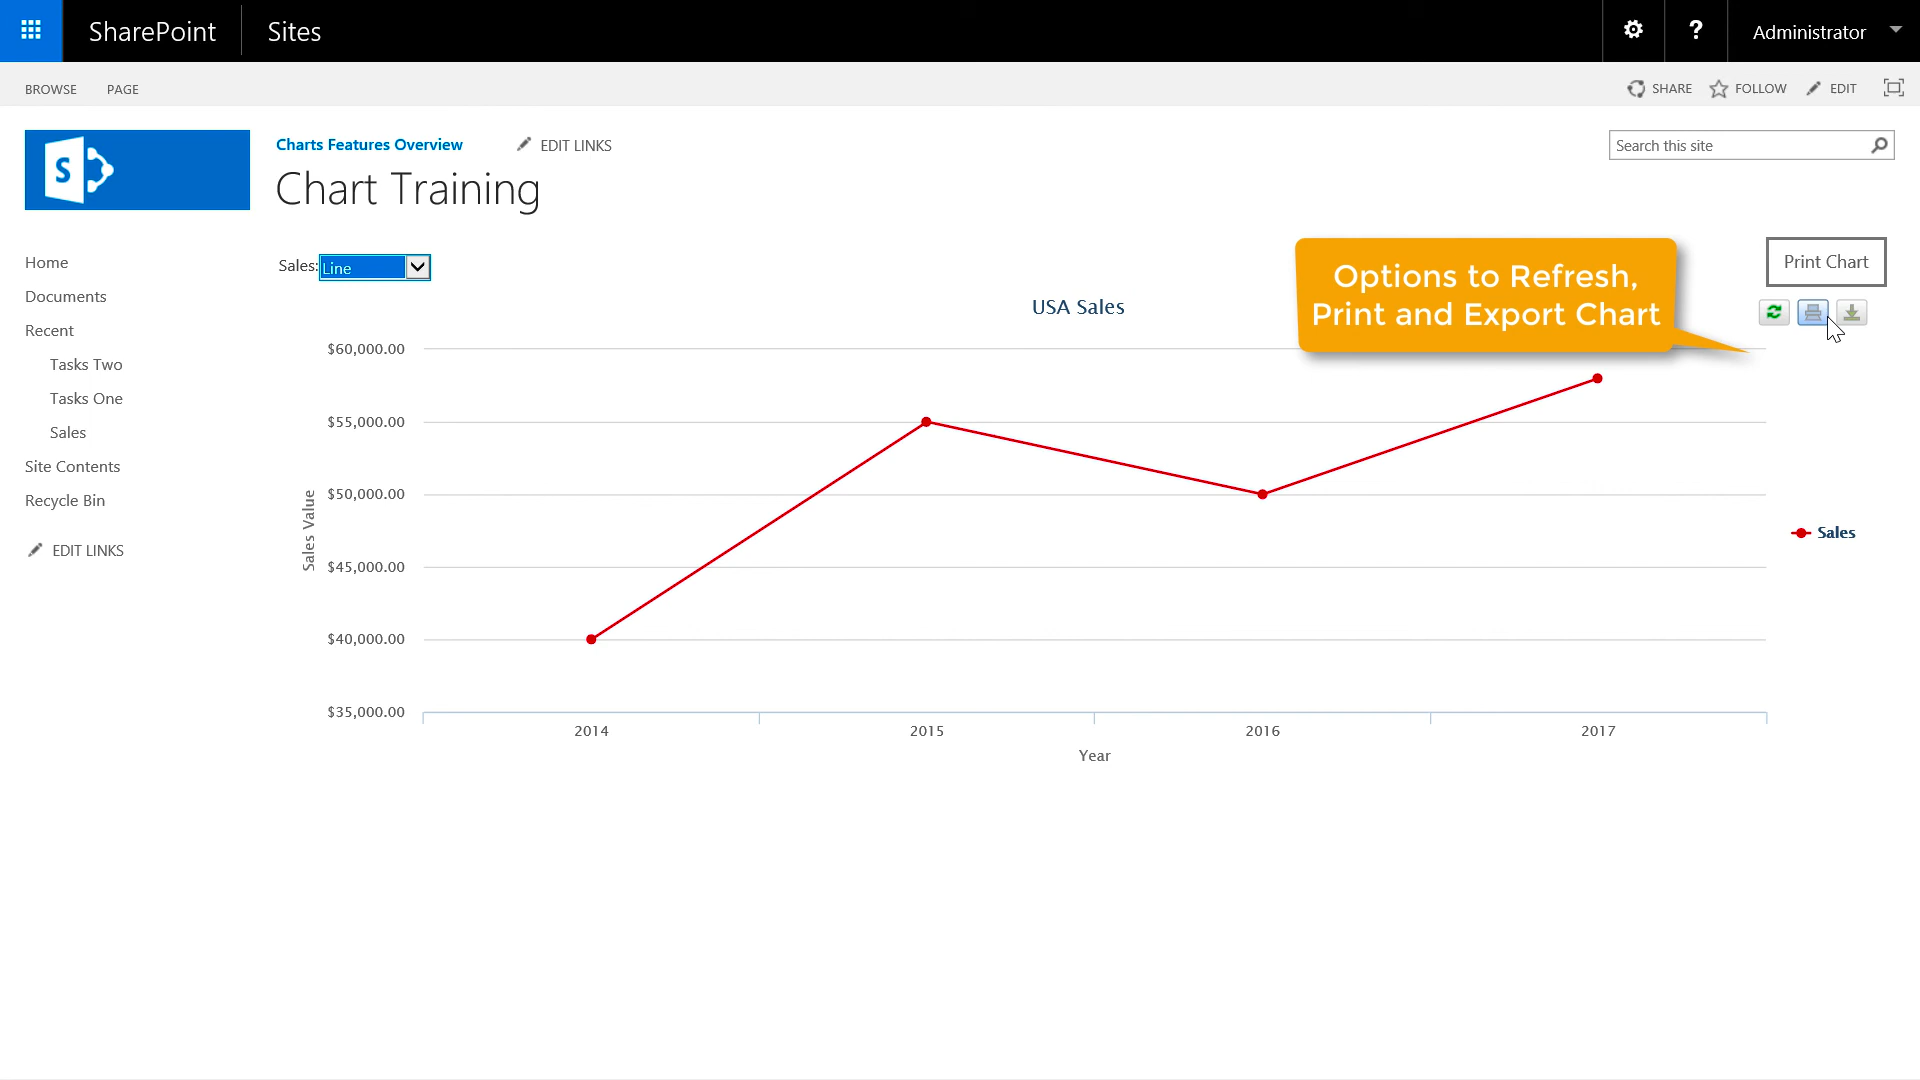 SharePoint
Sites
?
Administrator
BROWSE
PAGE
SHARE
FOLLOW
EDIT
S
Charts Features Overview
EDIT LINKS
Search this site
Chart Training
Home
Documents
Recent
Tasks Two
Tasks One
Sales
Site Contents
Recycle Bin
EDIT LINKS
Sales:
Line
Options to Refresh,
Print and Export Chart
Print Chart
USA Sales
$60,000.00
$55,000.00
$50,000.00
$45,000.00
$40,000.00
$35,000.00
Sales Value
2014
2015
2016
2017
Year
Sales